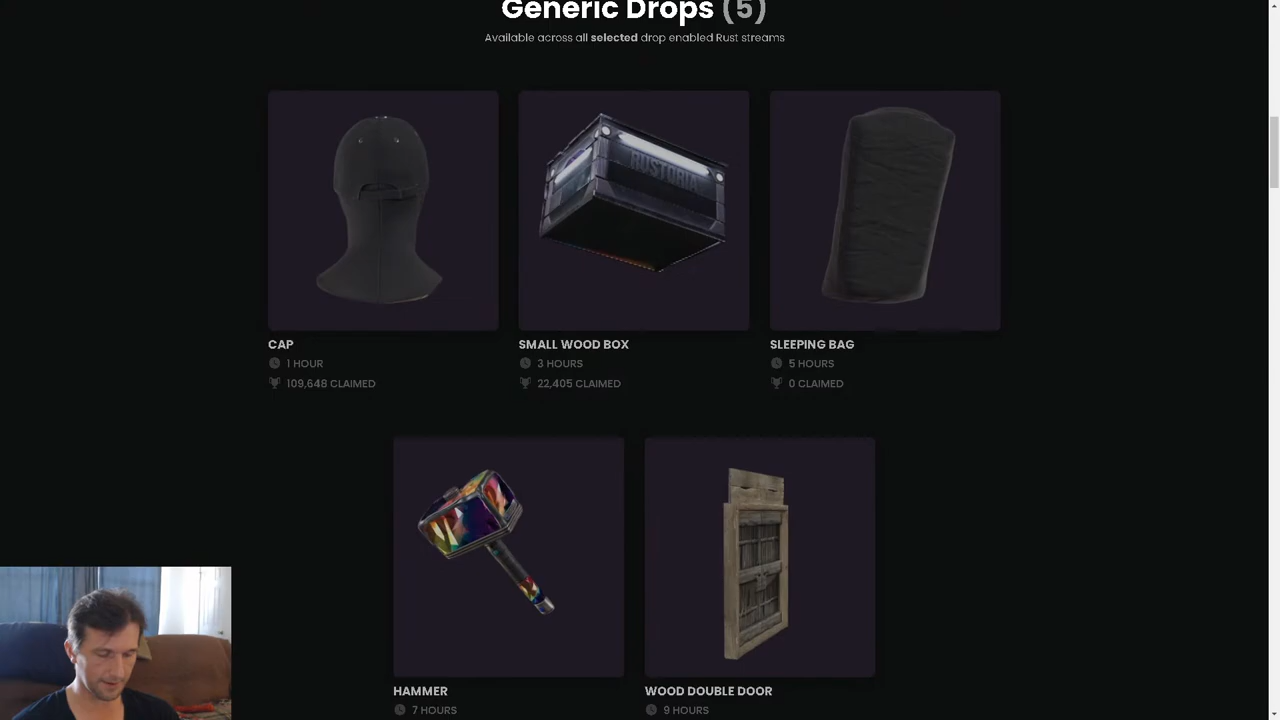 Generic Drops (5)
Available across all selected drop enabled Rust streams
RUSTORIA
CAP
1 HOUR
109,648 CLAIMED
SMALL WOOD BOX
3 HOURS
22,405 CLAIMED
SLEEPING BAG
5 HOURS
0 CLAIMED
HAMMER
7 HOURS
WOOD DOUBLE DOOR
9 HOURS